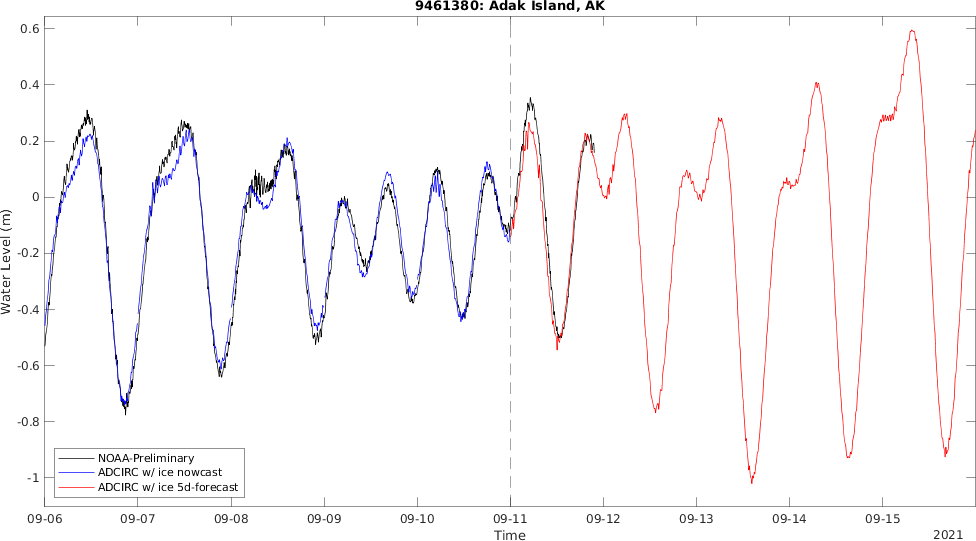 9461380: Adak Island, AK
Water Level (m)
0.6
0.4
0.2
0
-0.2
-0.4
-0.6
-0.8
-1
NOAA-Preliminary
ADCIRC w/ ice nowcast
ADCIRC w/ ice 5d-forecast
09-06 09-07 09-08 09-09 09-10 09-11 09-12 09-13 09-14 09-15
Time
2021